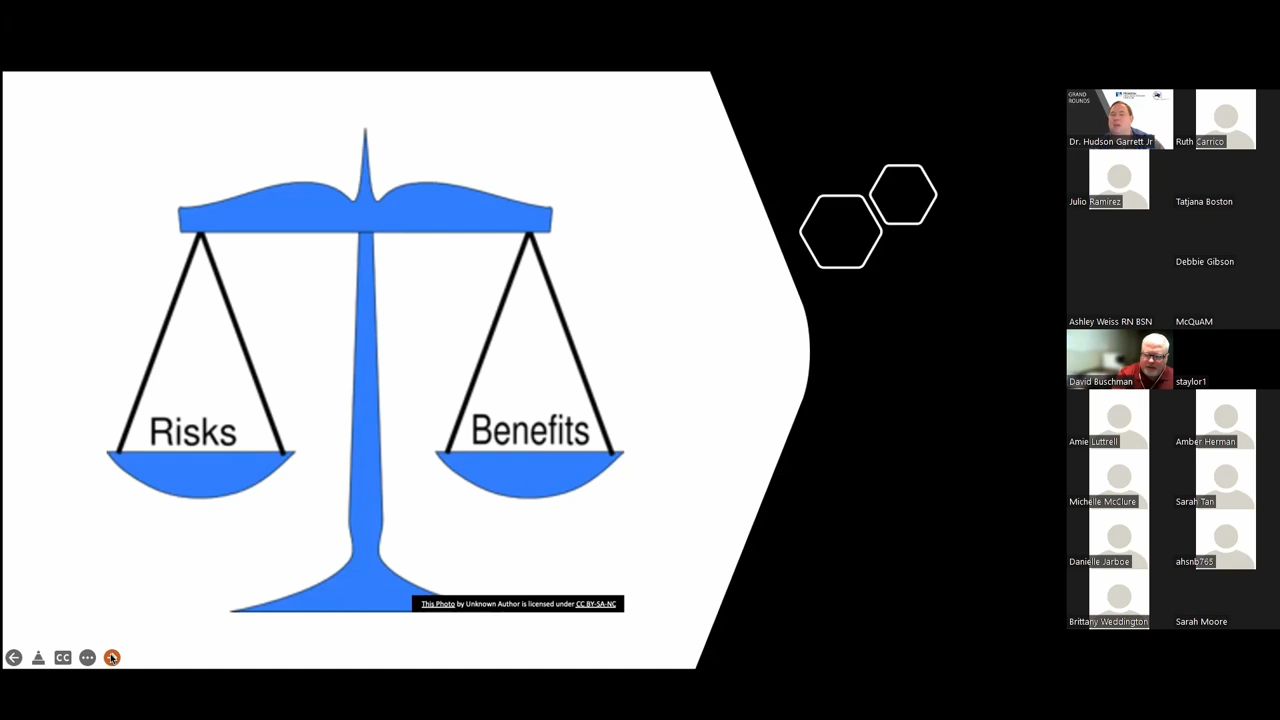 Risks
Benefits
This Photo by Unknown Author is licensed under CC BY-SA-NC
CC
GRAND
ROUNDS
Dr. Hudson Garrett Jr
Ruth Carrico
Julio Ramirez
Tatjana Boston
Debbie Gibson
Ashley Weiss RN BSN
McQuAM
David Buschman
staylor1
Amie Luttrell
Amber Herman
Michelle McClure
Sarah Tan
Danielle Jarboe
ahsnb765
Brittany Weddington
Sarah Moore